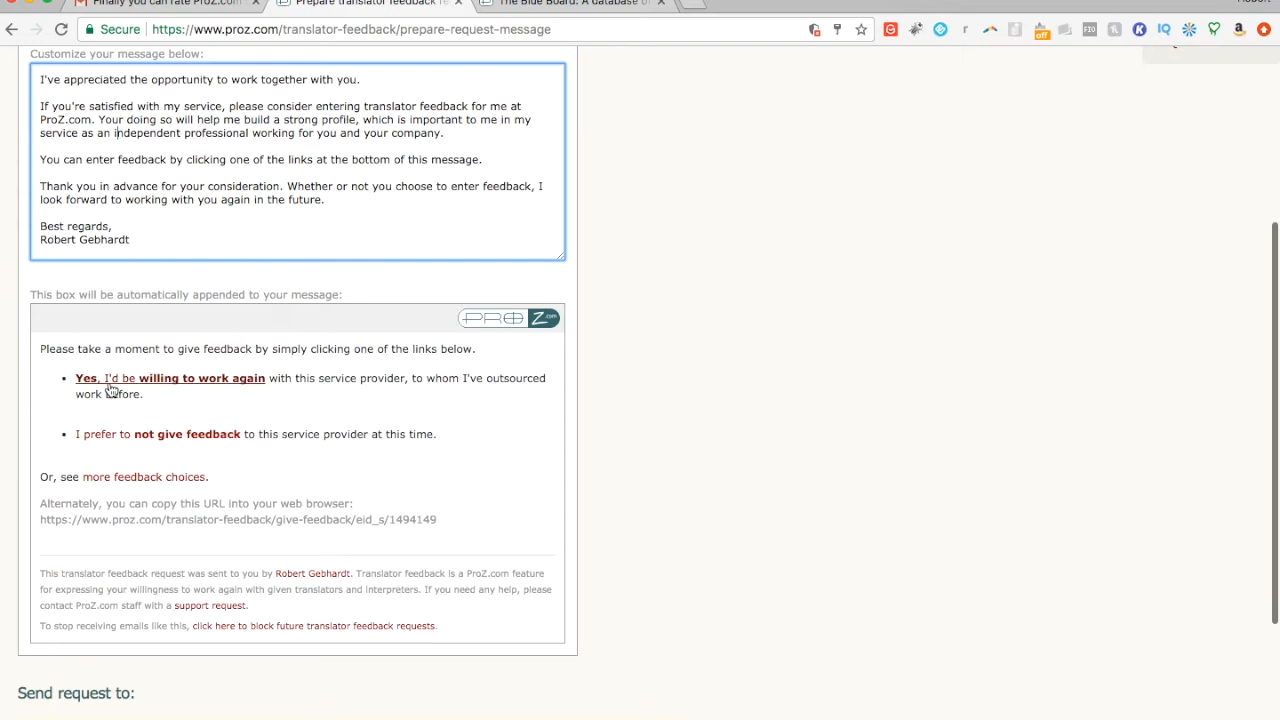 Finally you can rate ProZ.com
Prepare translator feedback re
The Blue Board: A database of
Secure https://www.proz.com/translator-feedback/prepare-request-message
Customize your message below:
I've appreciated the opportunity to work together with you.
If you're satisfied with my service, please consider entering translator feedback for me at
ProZ.com. Your doing so will help me build a strong profile, which is important to me in my
service as an independent professional working for you and your company.
You can enter feedback by clicking one of the links at the bottom of this message.
Thank you in advance for your consideration. Whether or not you choose to enter feedback, I
look forward to working with you again in the future.
Best regards,
Robert Gebhardt
This box will be automatically appended to your message:
PROZ.com
Please take a moment to give feedback by simply clicking one of the links below.
• Yes, I'd be willing to work again with this service provider, to whom I've outsourced
work before.
• I prefer to not give feedback to this service provider at this time.
Or, see more feedback choices.
Alternately, you can copy this URL into your web browser:
https://www.proz.com/translator-feedback/give-feedback/eid_s/1494149
This translator feedback request was sent to you by Robert Gebhardt. Translator feedback is a ProZ.com feature
for expressing your willingness to work again with given translators and interpreters. If you need any help, please
contact ProZ.com staff with a support request.
To stop receiving emails like this, click here to block future translator feedback requests.
Send request to: